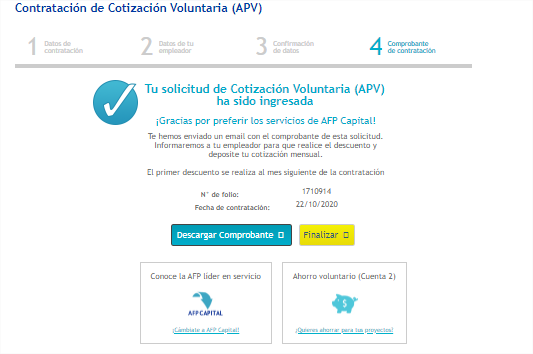 Contratación de Cotización Voluntaria (APV)
1 Datos de contratación
2 Datos de tu empleador
3 Confirmación de datos
4 Comprobante de contratación
Tu solicitud de Cotización Voluntaria (APV)
ha sido ingresada
¡Gracias por preferir los servicios de AFP Capital!
Te hemos enviado un email con el comprobante de esta solicitud.
Informaremos a tu empleador para que realice el descuento y
deposite tu cotización mensual.
El primer descuento se realiza al mes siguiente de la contratación
N° de folio: 1710914
Fecha de contratación: 22/10/2020
Descargar Comprobante
Finalizar
Conoce la AFP líder en servicio
AFPCAPITAL
¡Cámbiate a AFP Capital!
Ahorro voluntario (Cuenta 2)
$
¿Quieres ahorrar para tus proyectos?